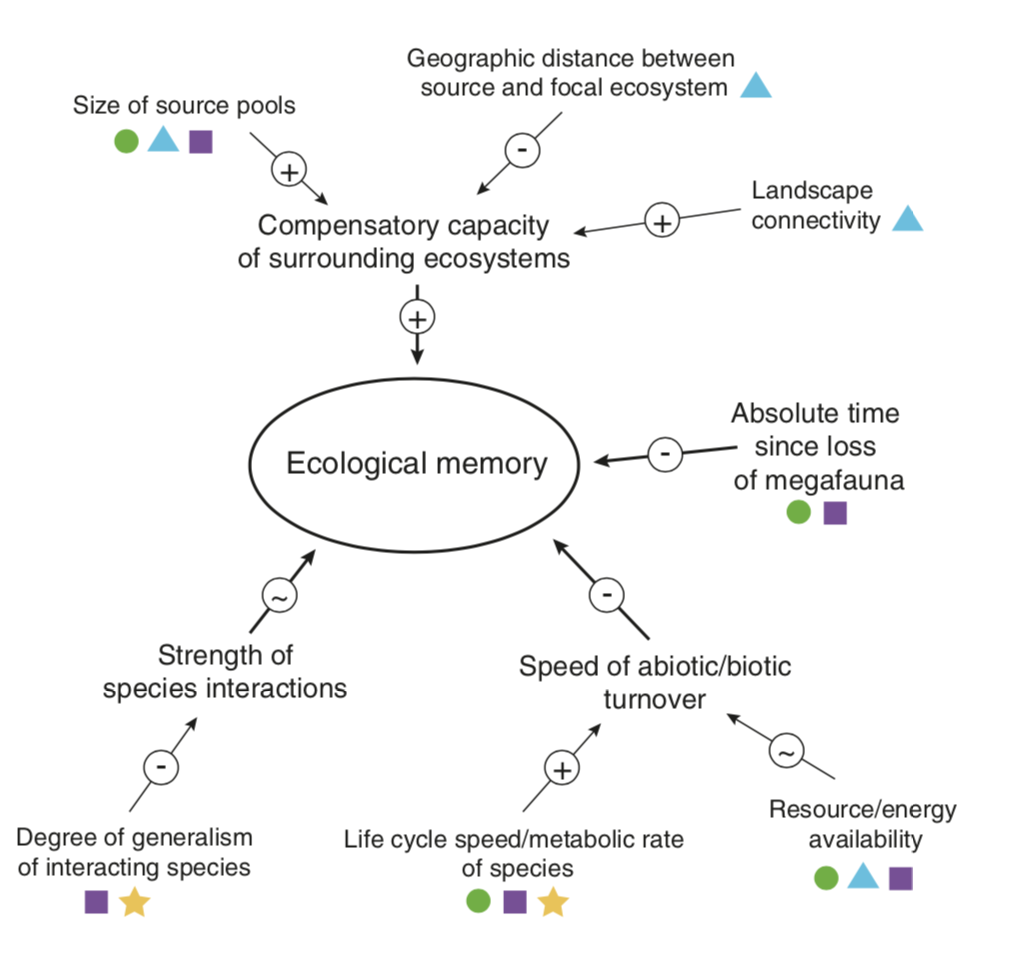 Geographic distance between
source and focal ecosystem
Size of source pools
-
+
Landscape
connectivity
+
Compensatory capacity
of surrounding ecosystems
+
Absolute time
since loss
of megafauna
-
Ecological memory
~
-
Strength of
species interactions
Speed of abiotic/biotic
turnover
-
+
~
Resource/energy
availability
Degree of generalism
of interacting species
Life cycle speed/metabolic rate
of species